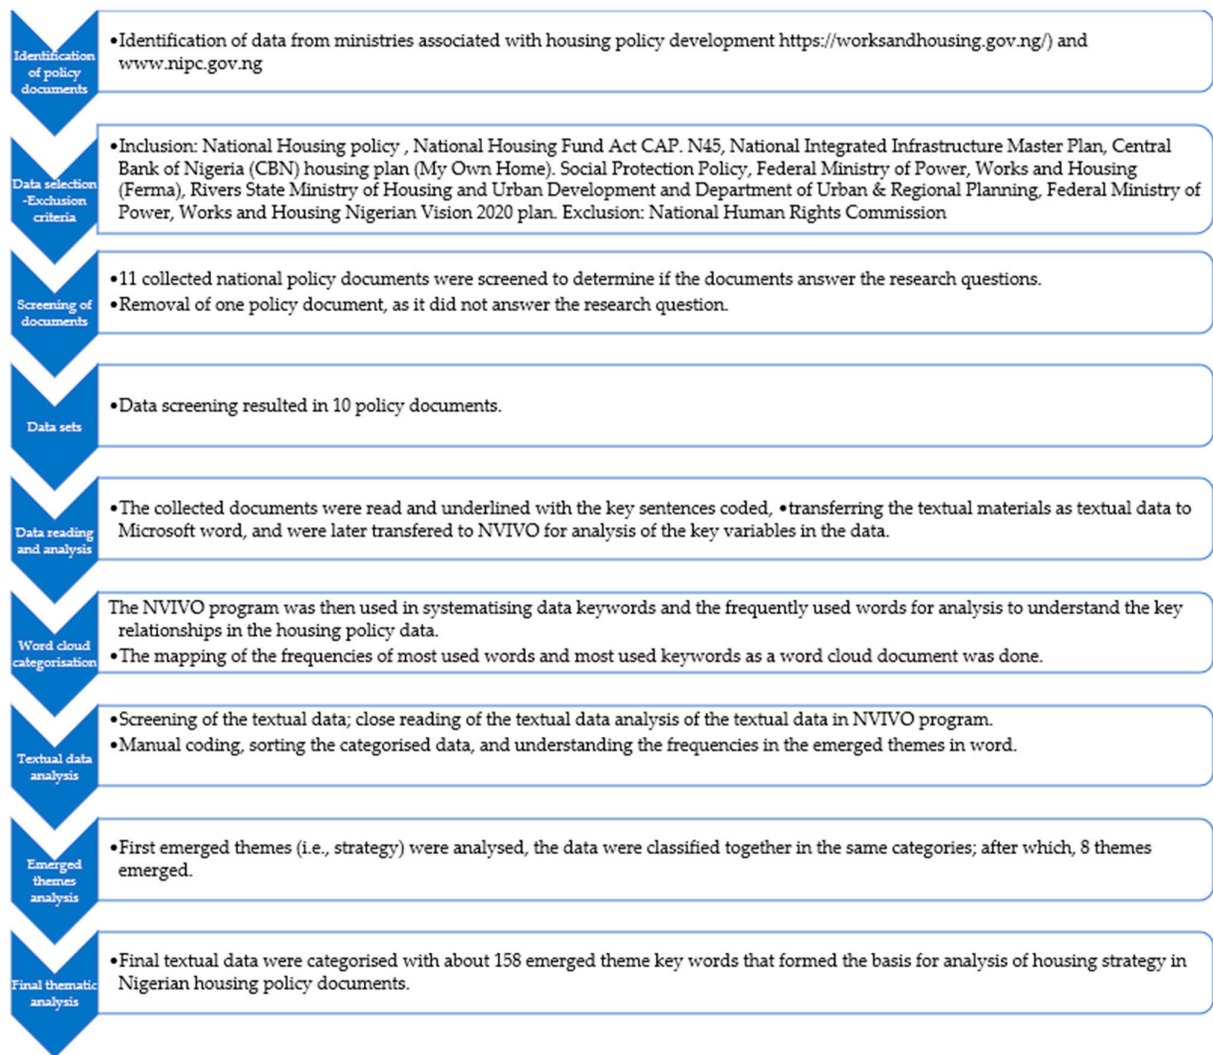 Identification
of policy
documents
•Identification of data from ministries associated with housing policy development https://worksandhousing.gov.ng/) and
www.nipc.gov.ng
Data selection
-Exclusion
criteria
•Inclusion: National Housing policy , National Housing Fund Act CAP. N45, National Integrated Infrastructure Master Plan, Central
Bank of Nigeria (CBN) housing plan (My Own Home). Social Protection Policy, Federal Ministry of Power, Works and Housing
(Ferma), Rivers State Ministry of Housing and Urban Development and Department of Urban & Regional Planning, Federal Ministry of
Power, Works and Housing Nigerian Vision 2020 plan. Exclusion: National Human Rights Commission
Screening of
documents
•11 collected national policy documents were screened to determine if the documents answer the research questions.
•Removal of one policy document, as it did not answer the research question.
Data sets
•Data screening resulted in 10 policy documents.
Data reading
and analysis
•The collected documents were read and underlined with the key sentences coded, •transferring the textual materials as textual data to
Microsoft word, and were later transfered to NVIVO for analysis of the key variables in the data.
Word cloud
categorisation
The NVIVO program was then used in systematising data keywords and the frequently used words for analysis to understand the key
relationships in the housing policy data.
•The mapping of the frequencies of most used words and most used keywords as a word cloud document was done.
Textual data
analysis
•Screening of the textual data; close reading of the textual data analysis of the textual data in NVIVO program.
•Manual coding, sorting the categorised data, and understanding the frequencies in the emerged themes in word.
Emerged
themes
analysis
•First emerged themes (i.e., strategy) were analysed, the data were classified together in the same categories; after which, 8 themes
emerged.
Final thematic
analysis
•Final textual data were categorised with about 158 emerged theme key words that formed the basis for analysis of housing strategy in
Nigerian housing policy documents.